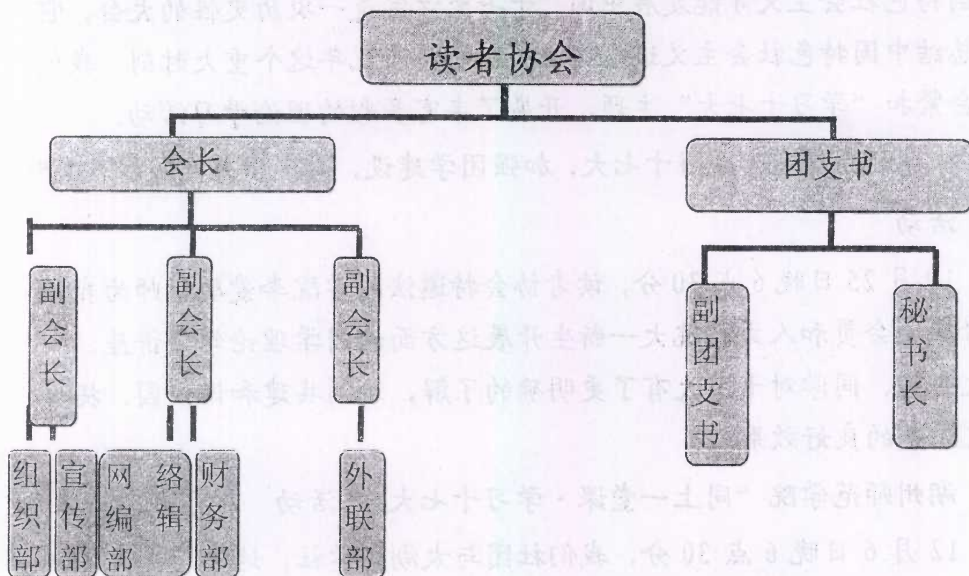 读者协会
会长
团支书
副会长
副会长
副会长
副团支书
秘书长
组织部
宣传部
网络编辑部
财务部
外联部